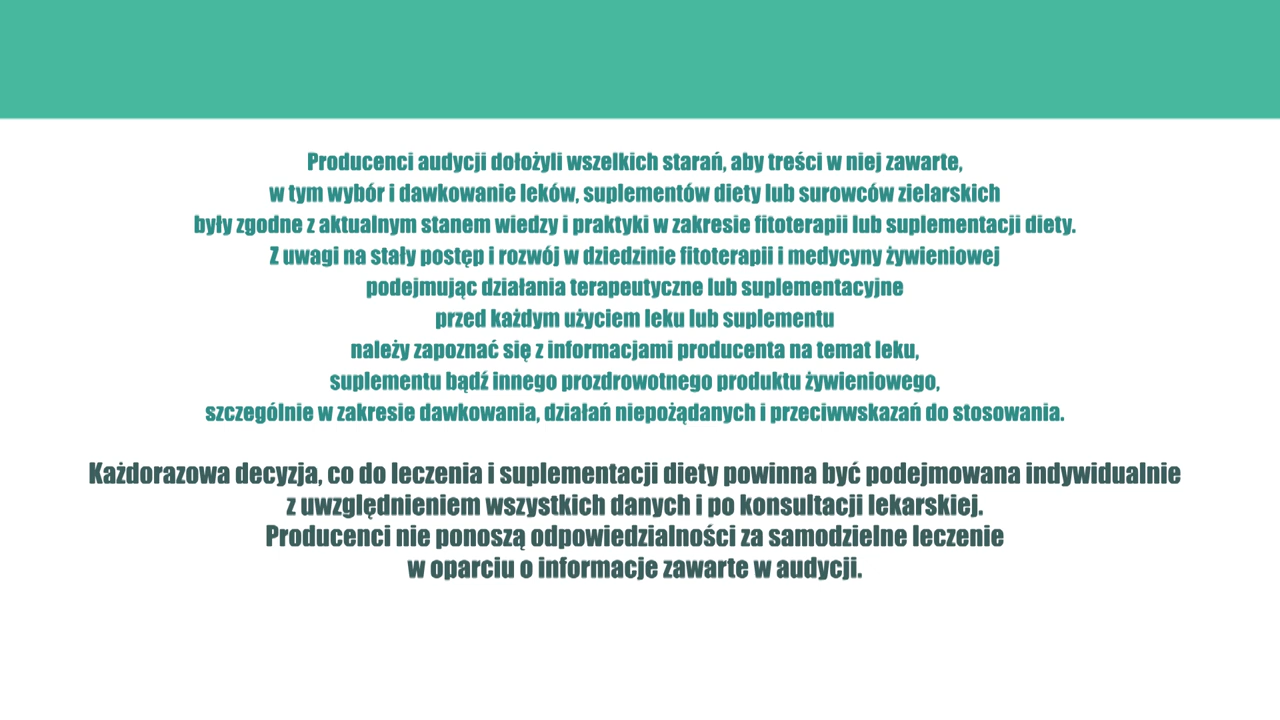 Producenci audycji dołożyli wszelkich starań, aby treści w niej zawarte,
w tym wybór i dawkowanie leków, suplementów diety lub surowców zielarskich
były zgodne z aktualnym stanem wiedzy i praktyki w zakresie fitoterapii lub suplementacji diety.
Z uwagi na stały postęp i rozwój w dziedzinie fitoterapii i medycyny żywieniowej
podejmując działania terapeutyczne lub suplementacyjne
przed każdym użyciem leku lub suplementu
należy zapoznać się z informacjami producenta na temat leku,
suplementu bądź innego prozdrowotnego produktu żywieniowego,
szczególnie w zakresie dawkowania, działań niepożądanych i przeciwwskazań do stosowania.
Każdorazowa decyzja, co do leczenia i suplementacji diety powinna być podejmowana indywidualnie
z uwzględnieniem wszystkich danych i po konsultacji lekarskiej.
Producenci nie ponoszą odpowiedzialności za samodzielne leczenie
w oparciu o informacje zawarte w audycji.